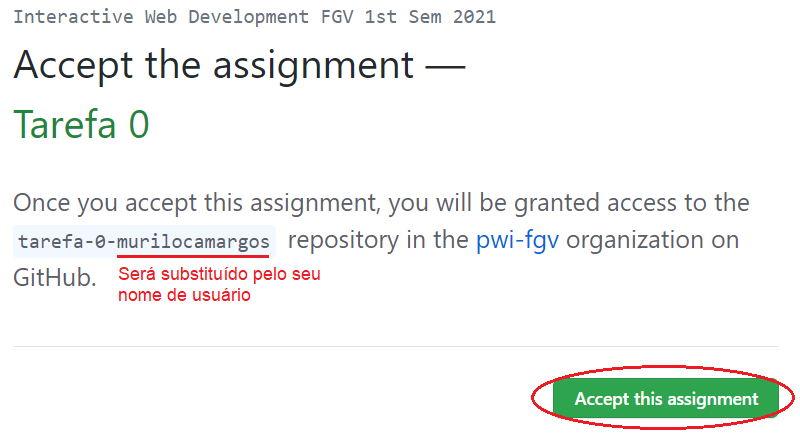 Interactive Web Development FGV 1st Sem 2021
Accept the assignment —
Tarefa 0
Once you accept this assignment, you will be granted access to the
tarefa-0-murilocamargos repository in the pwi-fgv organization on
GitHub.
Será substituído pelo seu
nome de usuário
Accept this assignment